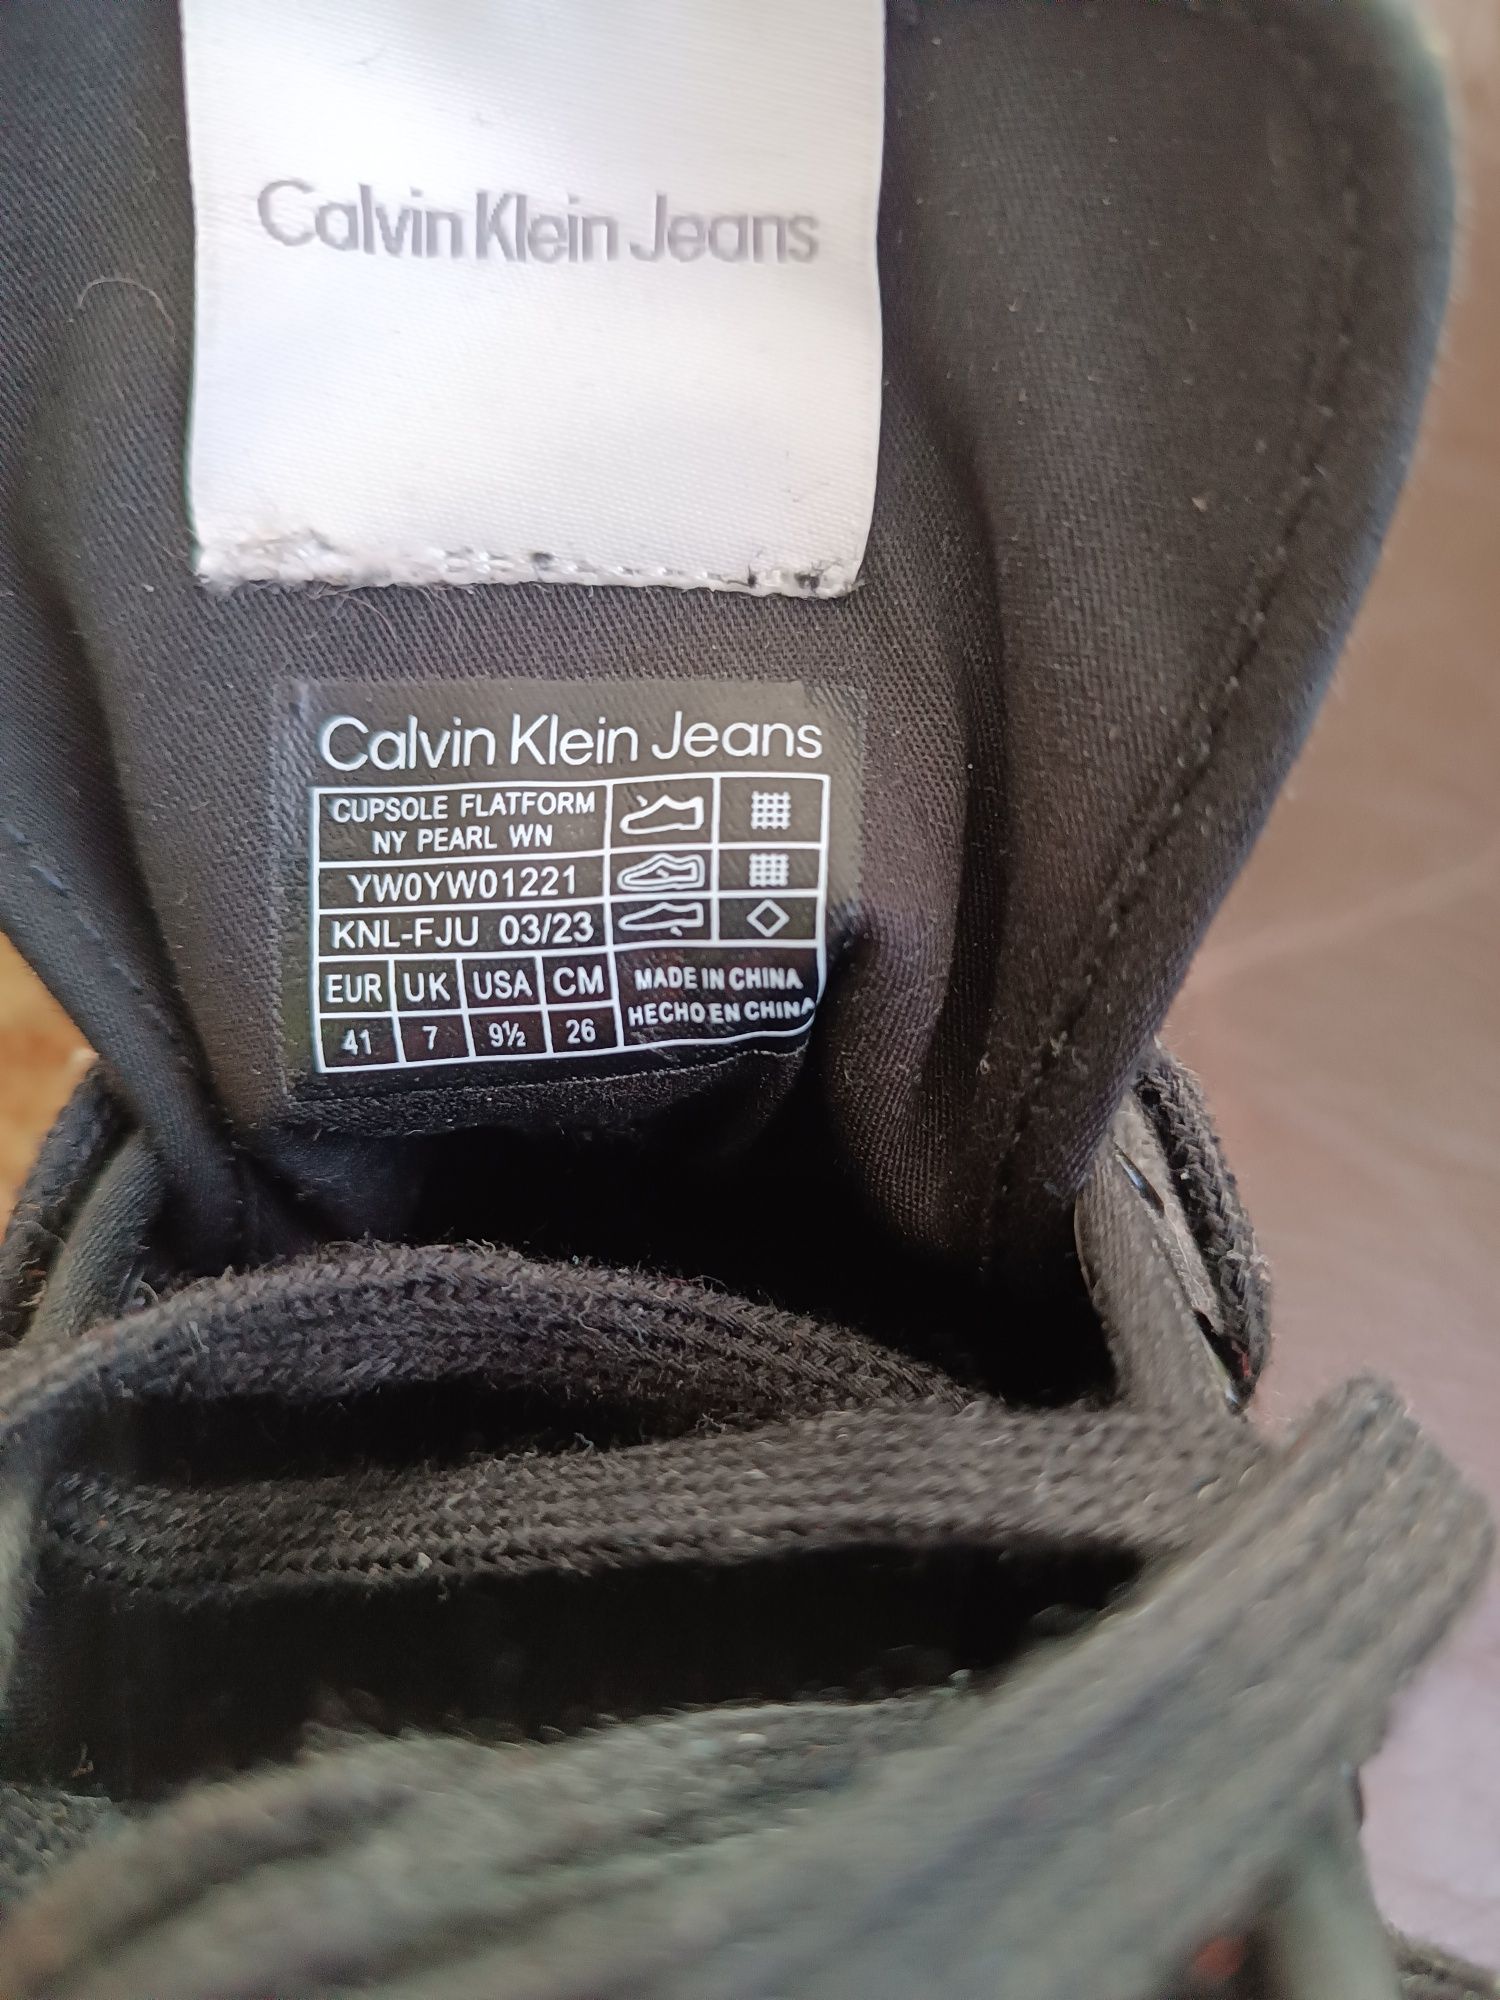 Calvin Klein Jeans
Calvin Klein Jeans
CUPSOLE FLATFORM
NY PEARL WN
YW0YW01221
KNL-FJU 03/23
EUR UK USA CM
41 7 9½ 26
MADE IN CHINA
HECHO EN CHINA